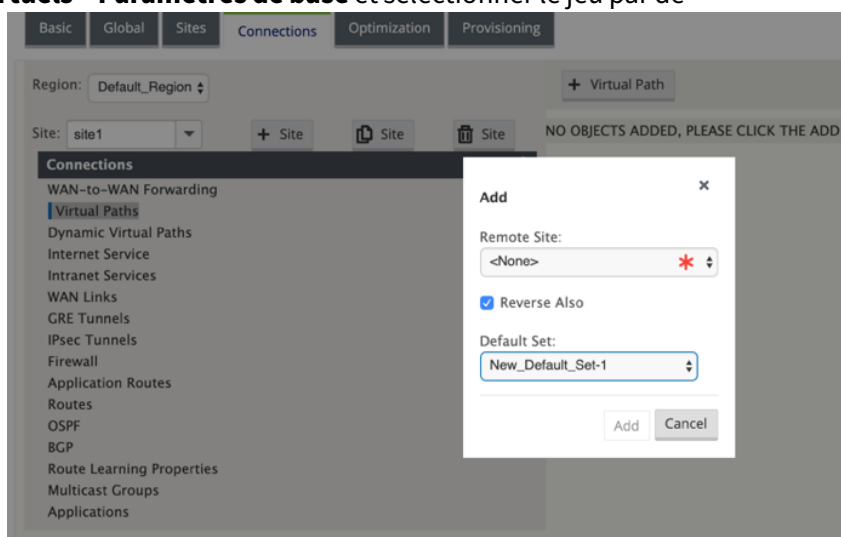 Paramètres de base et sélectionner le jeu par dé
Basic Global Sites Connections Optimization Provisioning
Region: Default_Region
+ Virtual Path
Site: site1 + Site Site Site
NO OBJECTS ADDED, PLEASE CLICK THE ADD
Connections
WAN-to-WAN Forwarding
Virtual Paths
Dynamic Virtual Paths
Internet Service
Intranet Services
WAN Links
GRE Tunnels
IPsec Tunnels
Firewall
Application Routes
Routes
OSPF
BGP
Route Learning Properties
Multicast Groups
Applications
Add ×
Remote Site:
<None> *
Reverse Also
Default Set:
New_Default_Set-1
Add Cancel